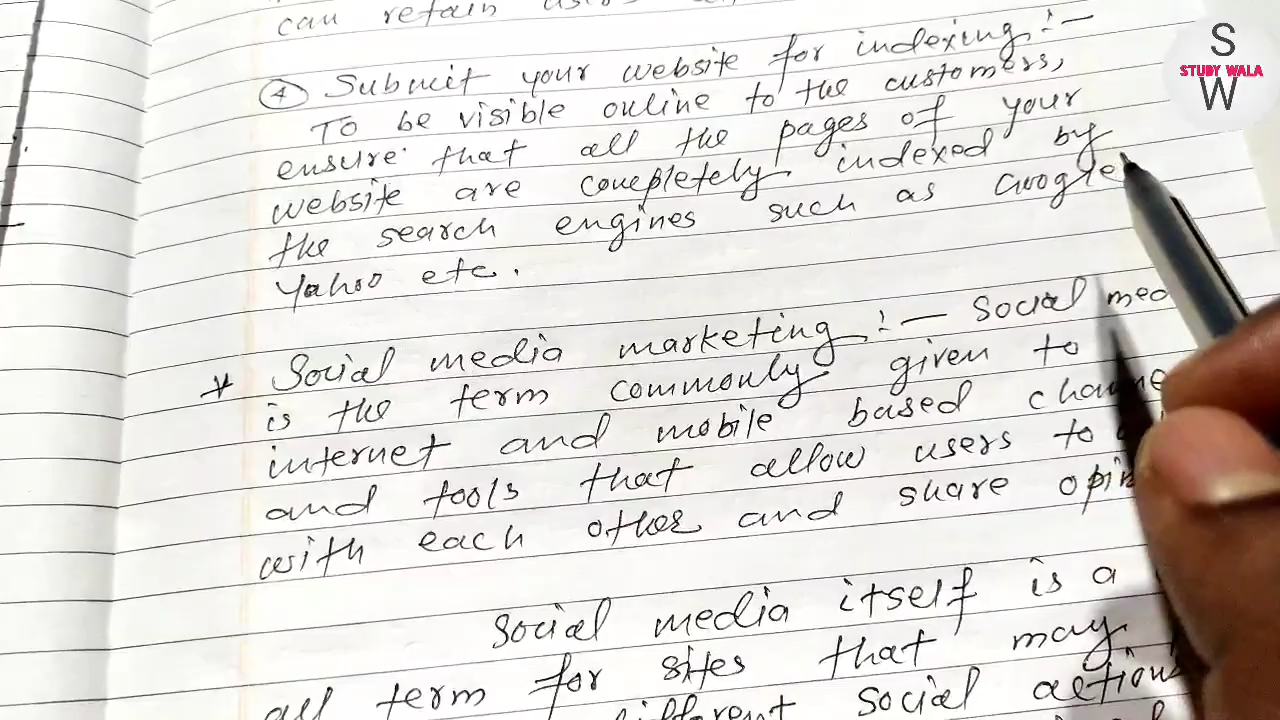 can retain
④ Submit your website for indexing :-
To be visible online to the customers,
ensure that all the pages of your
website are completely indexed by
the search engines such as Google
Yahoo etc.
Social media marketing :- Social med
is the term commonly given to
internet and mobile based channe
and tools that allow users to
with each other and share opin
Social media itself is a
all term for sites that may
different social actions
S
STUDY WALA
W